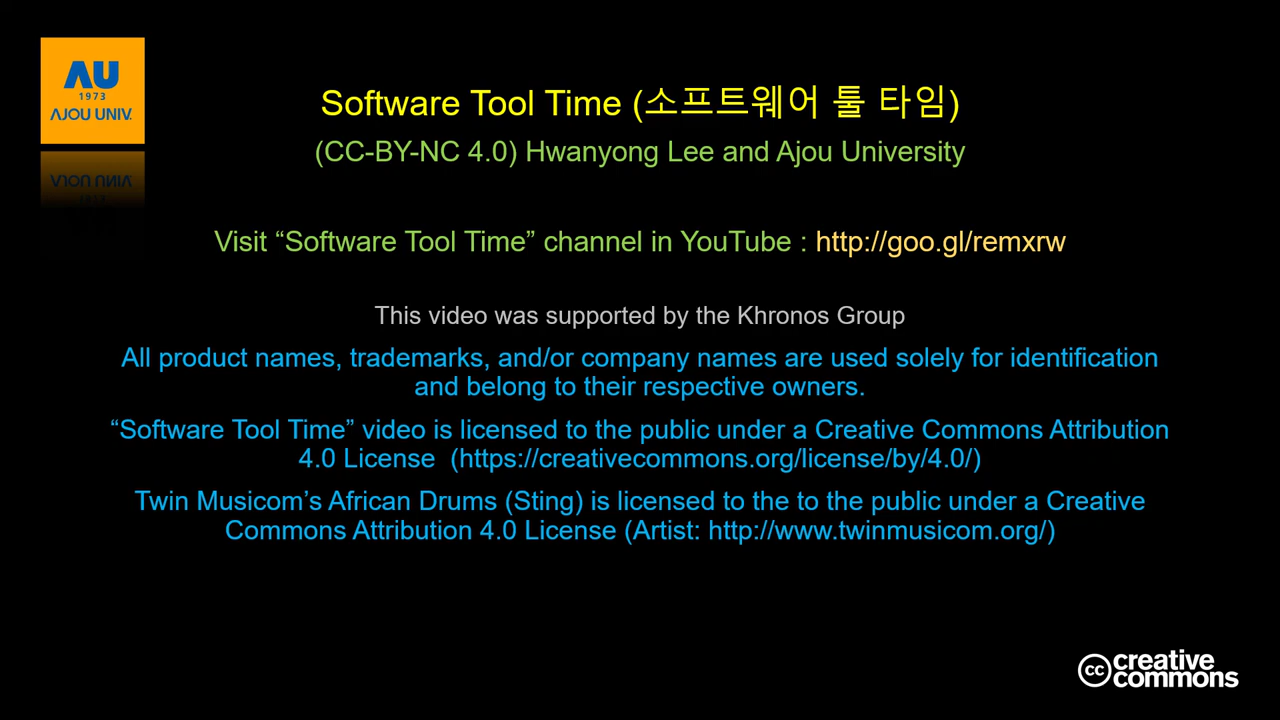 AU
1973
AJOU UNIV.
Software Tool Time (소프트웨어 툴 타임)
(CC-BY-NC 4.0) Hwanyong Lee and Ajou University
Visit “Software Tool Time” channel in YouTube : http://goo.gl/remxrw
This video was supported by the Khronos Group
All product names, trademarks, and/or company names are used solely for identification
and belong to their respective owners.
“Software Tool Time” video is licensed to the public under a Creative Commons Attribution
4.0 License  (https://creativecommons.org/license/by/4.0/)
Twin Musicom’s African Drums (Sting) is licensed to the to the public under a Creative
Commons Attribution 4.0 License (Artist: http://www.twinmusicom.org/)
cc creative
commons